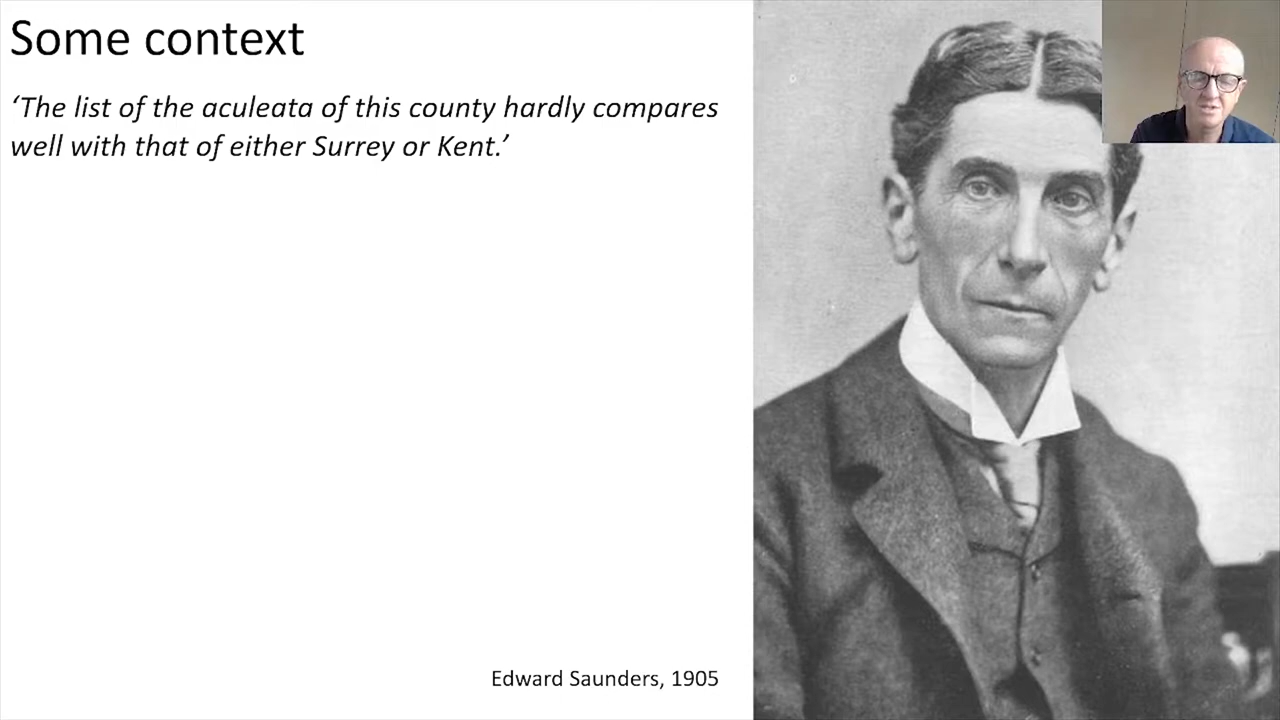 Some context
‘The list of the aculeata of this county hardly compares
well with that of either Surrey or Kent.’
Edward Saunders, 1905